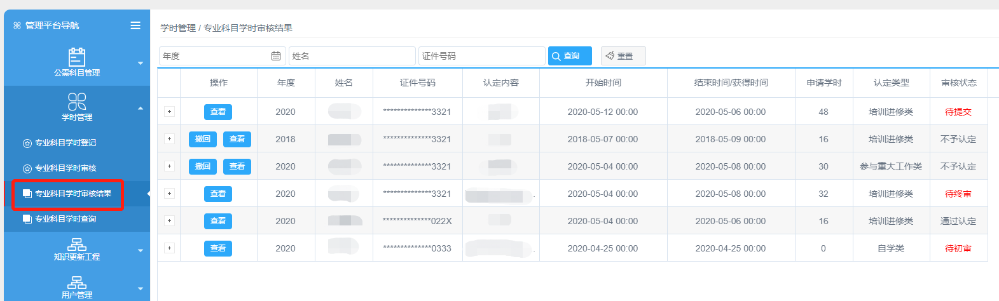 管理平台导航
公需科目管理
学时管理
专业科目学时登记
专业科目学时审核
专业科目学时审核结果
专业科目学时查询
知识更新工程
用户管理
学时管理 / 专业科目学时审核结果
年度 姓名 证件号码 查询 重置
操作 年度 姓名 证件号码 认定内容 开始时间 结束时间/获得时间 申请学时 认定类型 审核状态
+ 查看 2020 **************3321 2020-05-12 00:00 2020-05-06 00:00 48 培训进修类 待提交
+ 撤回 查看 2018 **************3321 2018-05-07 00:00 2018-05-09 00:00 16 培训进修类 不予认定
+ 撤回 查看 2020 **************3321 2020-05-04 00:00 2020-05-08 00:00 30 参与重大工作类 不予认定
+ 查看 2020 **************3321 2020-05-04 00:00 2020-05-08 00:00 32 培训进修类 待终审
+ 查看 2020 **************022X 2020-05-04 00:00 2020-05-06 00:00 16 培训进修类 通过认定
+ 查看 2020 **************0333 2020-04-25 00:00 2020-04-25 00:00 0 自学类 待初审